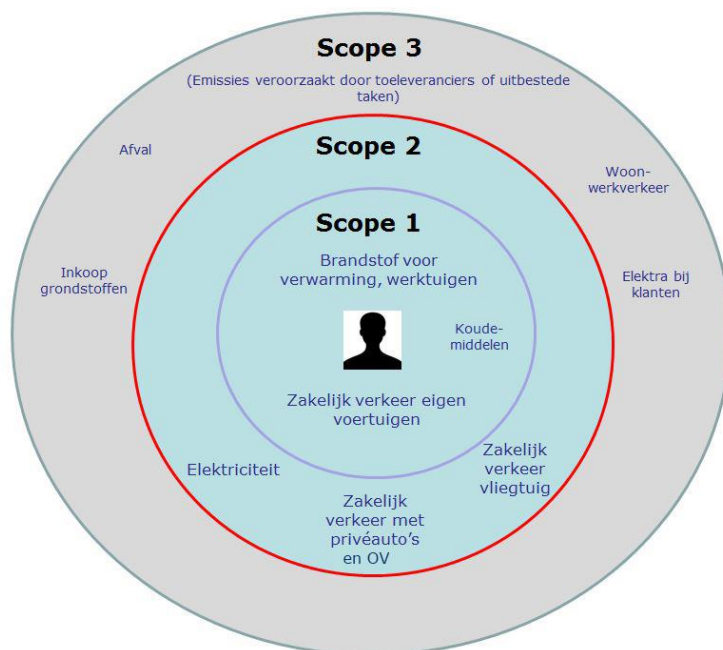 Scope 3
(Emissies veroorzaakt door toeleveranciers of uitbestede
taken)
Afval
Scope 2
Woon-
werkverkeer
Scope 1
Brandstof voor
verwarming, werktuigen
Inkoop
grondstoffen
Elektra bij
klanten
Koude-
middelen
Zakelijk verkeer eigen
voertuigen
Elektriciteit
Zakelijk
verkeer
vliegtuig
Zakelijk
verkeer met
privéauto’s
en OV